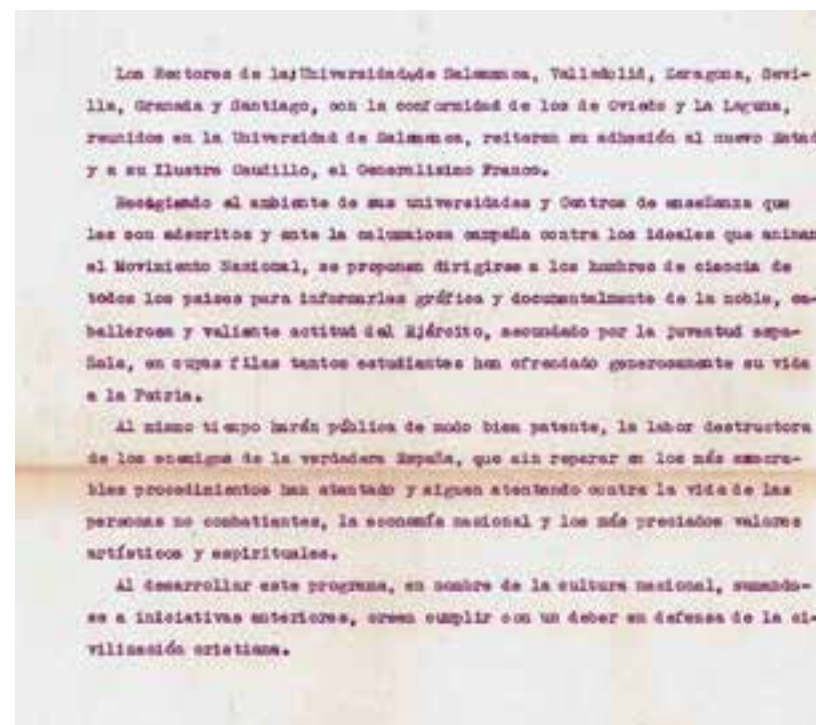 Los Rectores de la Universidad de Salamanca, Valladolid, Zaragoza, Sevi-
lla, Granada y Santiago, con la conformidad de los de Oviedo y La Laguna,
reunidos en la Universidad de Salamanca, reiteran su adhesión al nuevo Estad
y a su Ilustre Caudillo, el Generalísimo Franco.
Recogiendo el ambiente de sus universidades y Centros de enseñanza que
les son adscritos y ante la calumniosa campaña contra los ideales que animan
el Movimiento Nacional, se proponen dirigirse a los hombres de ciencia de
todos los paises para informarles gráfica y documentalmente de la noble, ca-
balleresa y valiente actitud del Ejército, secundado por la juventud espa-
ñola, en cuyas filas tantos estudiantes han ofrendado generosamente su vida
a la Patria.
Al mismo tiempo harán pública de modo bien patente, la labor destructora
de los enemigos de la verdadera España, que sin reparar en los más execra-
bles procedimientos han atentado y siguen atentando contra la vida de las
personas no combatientes, la economía nacional y los más preciados valores
artísticos y espirituales.
Al desarrollar este programa, en nombre de la cultura nacional, sumándo-
se a iniciativas anteriores, creen cumplir con un deber en defensa de la ci-
vilización cristiana.